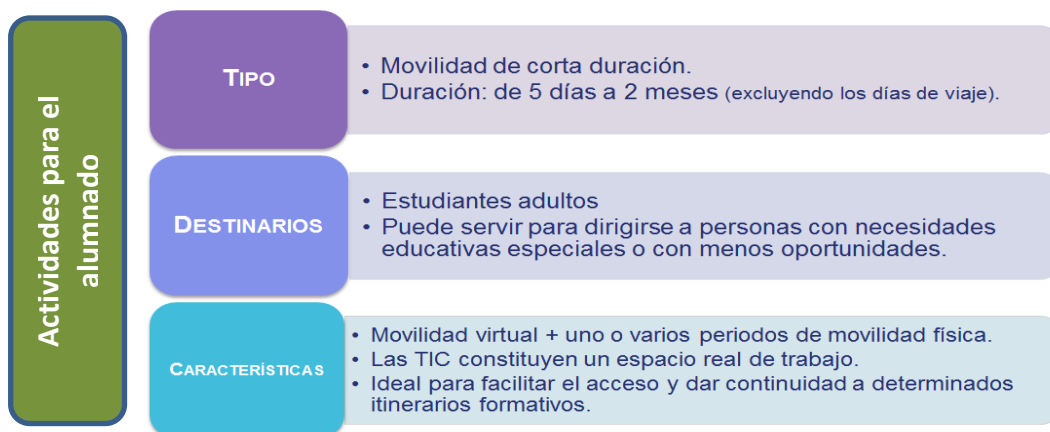 Actividades para el
alumnado
TIPO
• Movilidad de corta duración.
• Duración: de 5 días a 2 meses (excluyendo los días de viaje).
DESTINARIOS
• Estudiantes adultos
• Puede servir para dirigirse a personas con necesidades
educativas especiales o con menos oportunidades.
CARACTERÍSTICAS
• Movilidad virtual + uno o varios periodos de movilidad física.
• Las TIC constituyen un espacio real de trabajo.
• Ideal para facilitar el acceso y dar continuidad a determinados
itinerarios formativos.